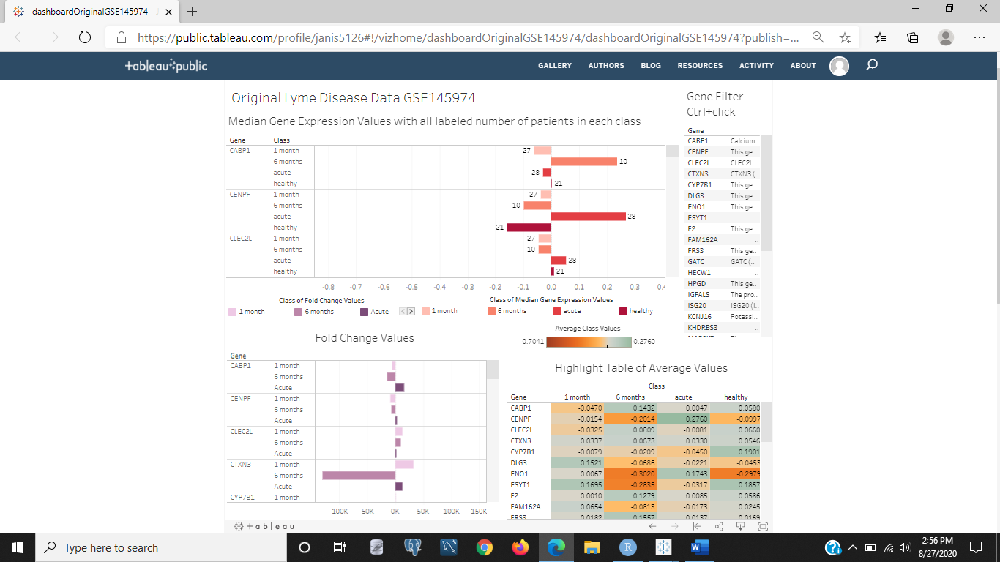 dashboardOriginalGSE145974 - J
https://public.tableau.com/profile/janis5126#!/vizhome/dashboardOriginalGSE145974/dashboardOriginalGSE145974?publish=...
+ableau public
GALLERY AUTHORS BLOG RESOURCES ACTIVITY ABOUT
Original Lyme Disease Data GSE145974
Median Gene Expression Values with all labeled number of patients in each class
Gene Class
CABP1 1 month 27
6 months 10
acute 28
healthy 21
CENPF 1 month 27
6 months 10
acute 28
healthy 21
CLEC2L 1 month 27
6 months 10
acute 28
healthy 21
-0.8 -0.7 -0.6 -0.5 -0.4 -0.3 -0.2 -0.1 0.0 0.1 0.2 0.3 0.4
Gene Filter
Ctrl+click
Gene
CABP1 Calcium..
CENPF This ge..
CLEC2L CLEC2L ..
CTXN3 CTXN3 (..
CYP7B1 This ge..
DLG3 This ge..
ENO1 This ge..
ESYT1 ..
F2 This ge..
FAM162A ..
FRS3 This ge..
GATC GATC (..
HECW1 ..
HPGD This ge..
IGFALS The pro..
ISG20 ISG20 (I..
KCNJ16 Potassi..
KHDRBS3 ..
Class of Fold Change Values
1 month 6 months Acute
Class of Median Gene Expression Values
1 month 6 months acute healthy
Average Class Values
-0.7041 0.2760
Fold Change Values
Gene
CABP1 1 month
6 months
Acute
CENPF 1 month
6 months
Acute
CLEC2L 1 month
6 months
Acute
CTXN3 1 month
6 months
Acute
CYP7B1 1 month
-100K -50K 0K 50K 100K 150K
Highlight Table of Average Values
Class
Gene 1 month 6 months acute healthy
CABP1 -0.0470 0.1432 0.0047 0.0580
CENPF -0.0154 -0.2014 0.2760 -0.0997
CLEC2L -0.0325 0.0809 -0.0081 0.0660
CTXN3 0.0337 0.0673 0.0330 0.0546
CYP7B1 -0.0079 -0.0209 -0.0450 0.1901
DLG3 0.1521 -0.0686 -0.0221 -0.0453
ENO1 0.0067 -0.3020 0.1743 -0.2979
ESYT1 0.1695 -0.2835 -0.0317 0.1857
F2 0.0010 0.1279 0.0085 0.0586
FAM162A 0.0654 -0.0813 -0.0173 0.0245
FRS3 0.0182 0.1557 0.0137 0.0169
+ a b l e a u
Type here to search
R
W
2:56 PM
8/27/2020